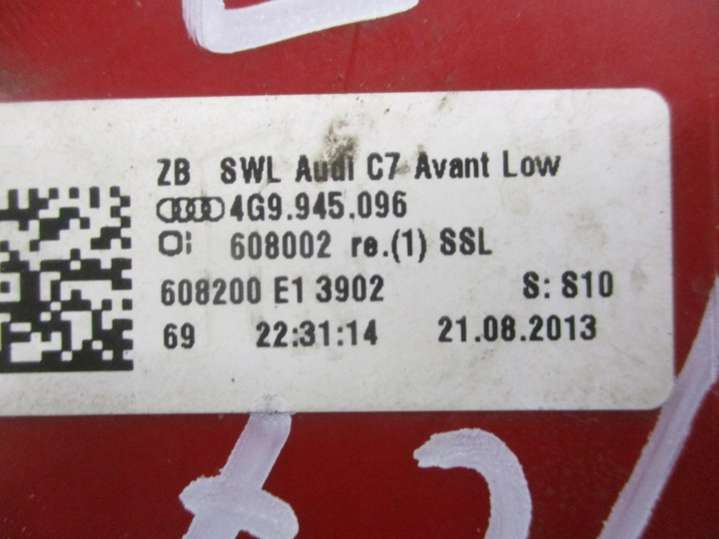 ZB SWL Audi C7 Avant Low
4G9.945.096
608002 re.(1) SSL
608200 E1 3902 S: S10
69 22:31:14 21.08.2013